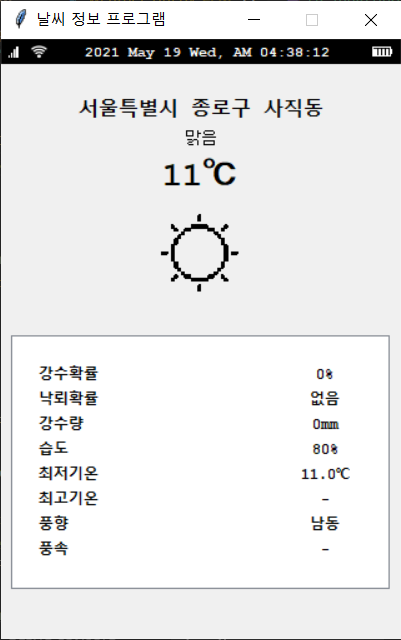 날씨 정보 프로그램
2021 May 19 Wed, AM 04:38:12
서울특별시 종로구 사직동
맑음
11℃
강수확률 0%
낙뢰확률 없음
강수량 0mm
습도 80%
최저기온 11.0℃
최고기온 -
풍향 남동
풍속 -